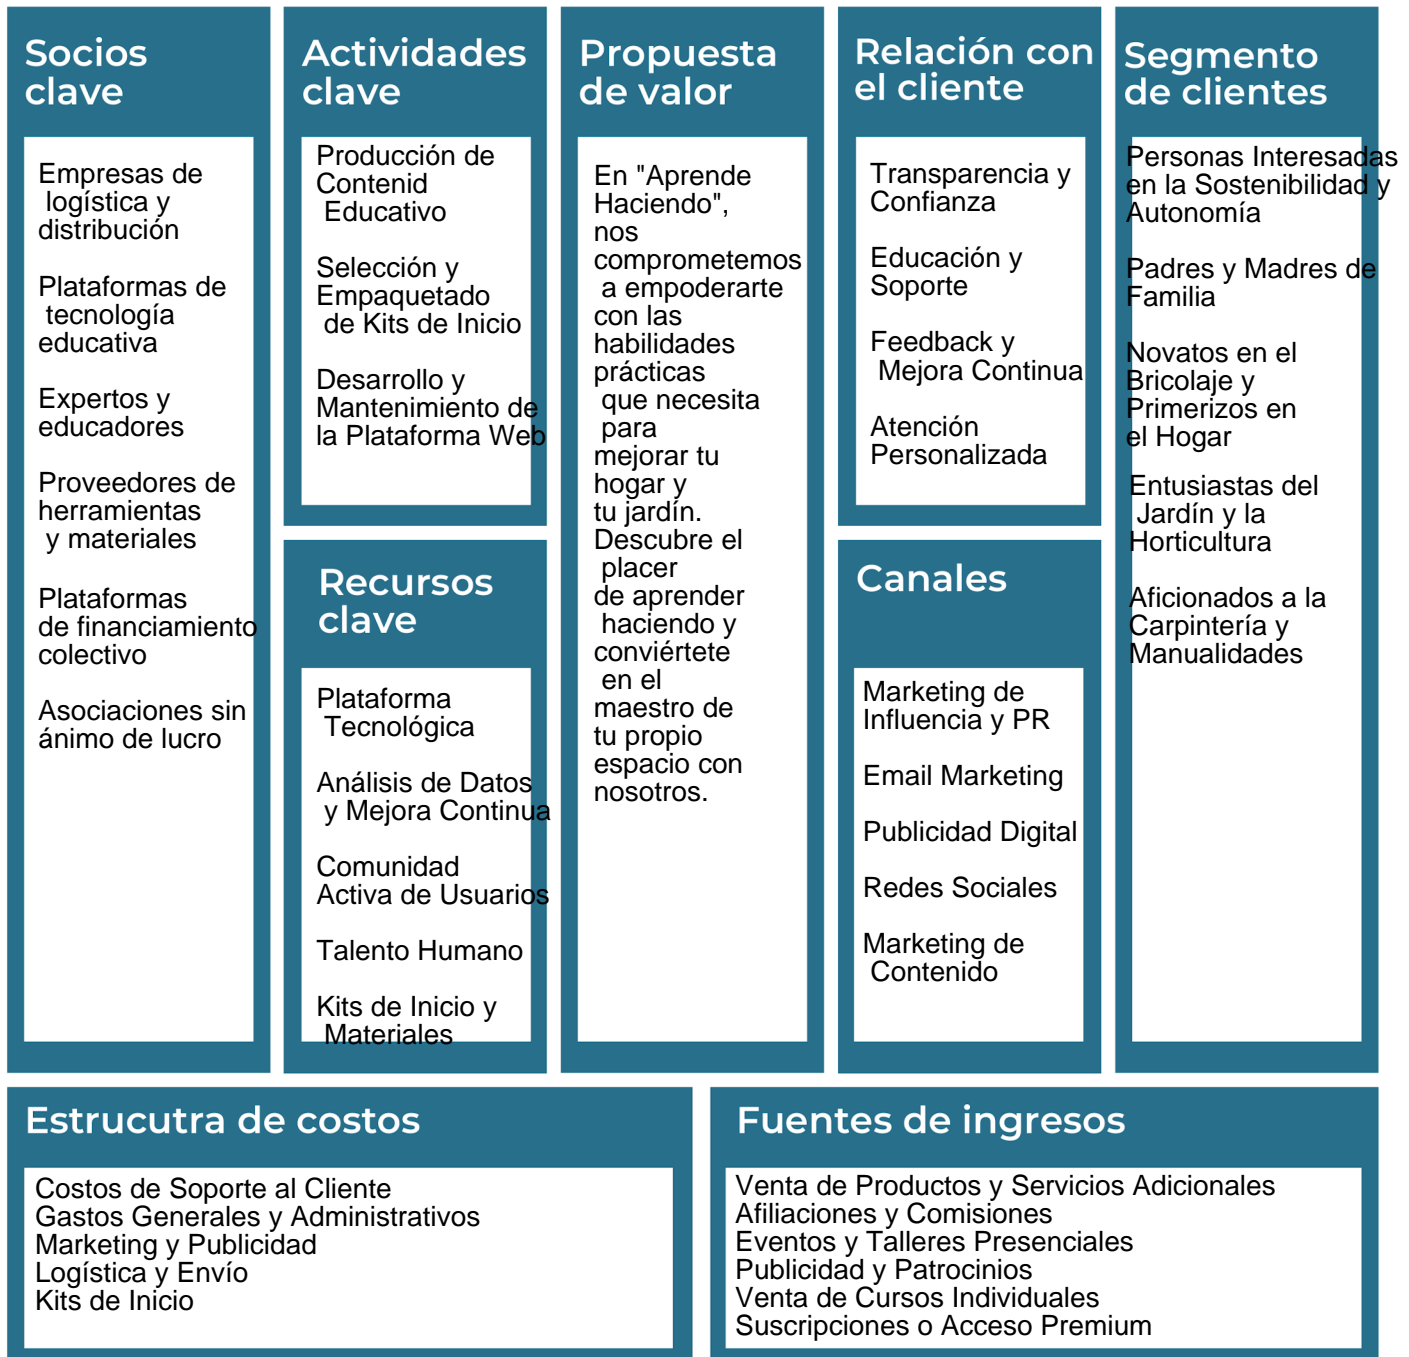 Socios
clave
Empresas de
logística y
distribución
Plataformas de
tecnología
educativa
Expertos y
educadores
Proveedores de
herramientas
y materiales
Plataformas
de financiamiento
colectivo
Asociaciones sin
ánimo de lucro
Actividades
clave
Producción de
Contenid
Educativo
Selección y
Empaquetado
de Kits de Inicio
Desarrollo y
Mantenimiento de
la Plataforma Web
Recursos
clave
Plataforma
Tecnológica
Análisis de Datos
y Mejora Continua
Comunidad
Activa de Usuarios
Talento Humano
Kits de Inicio y
Materiales
Propuesta
de valor
En "Aprende
Haciendo",
nos
comprometemos
a empoderarte
con las
habilidades
prácticas
que necesita
para
mejorar tu
hogar y
tu jardín.
Descubre el
placer
de aprender
haciendo y
conviértete
en el
maestro de
tu propio
espacio con
nosotros.
Relación con
el cliente
Transparencia y
Confianza
Educación y
Soporte
Feedback y
Mejora Continua
Atención
Personalizada
Canales
Marketing de
Influencia y PR
Email Marketing
Publicidad Digital
Redes Sociales
Marketing de
Contenido
Segmento
de clientes
Personas Interesadas
en la Sostenibilidad y
Autonomía
Padres y Madres de
Familia
Novatos en el
Bricolaje y
Primerizos en
el Hogar
Entusiastas del
Jardín y la
Horticultura
Aficionados a la
Carpintería y
Manualidades
Estrucutra de costos
Costos de Soporte al Cliente
Gastos Generales y Administrativos
Marketing y Publicidad
Logística y Envío
Kits de Inicio
Fuentes de ingresos
Venta de Productos y Servicios Adicionales
Afiliaciones y Comisiones
Eventos y Talleres Presenciales
Publicidad y Patrocinios
Venta de Cursos Individuales
Suscripciones o Acceso Premium